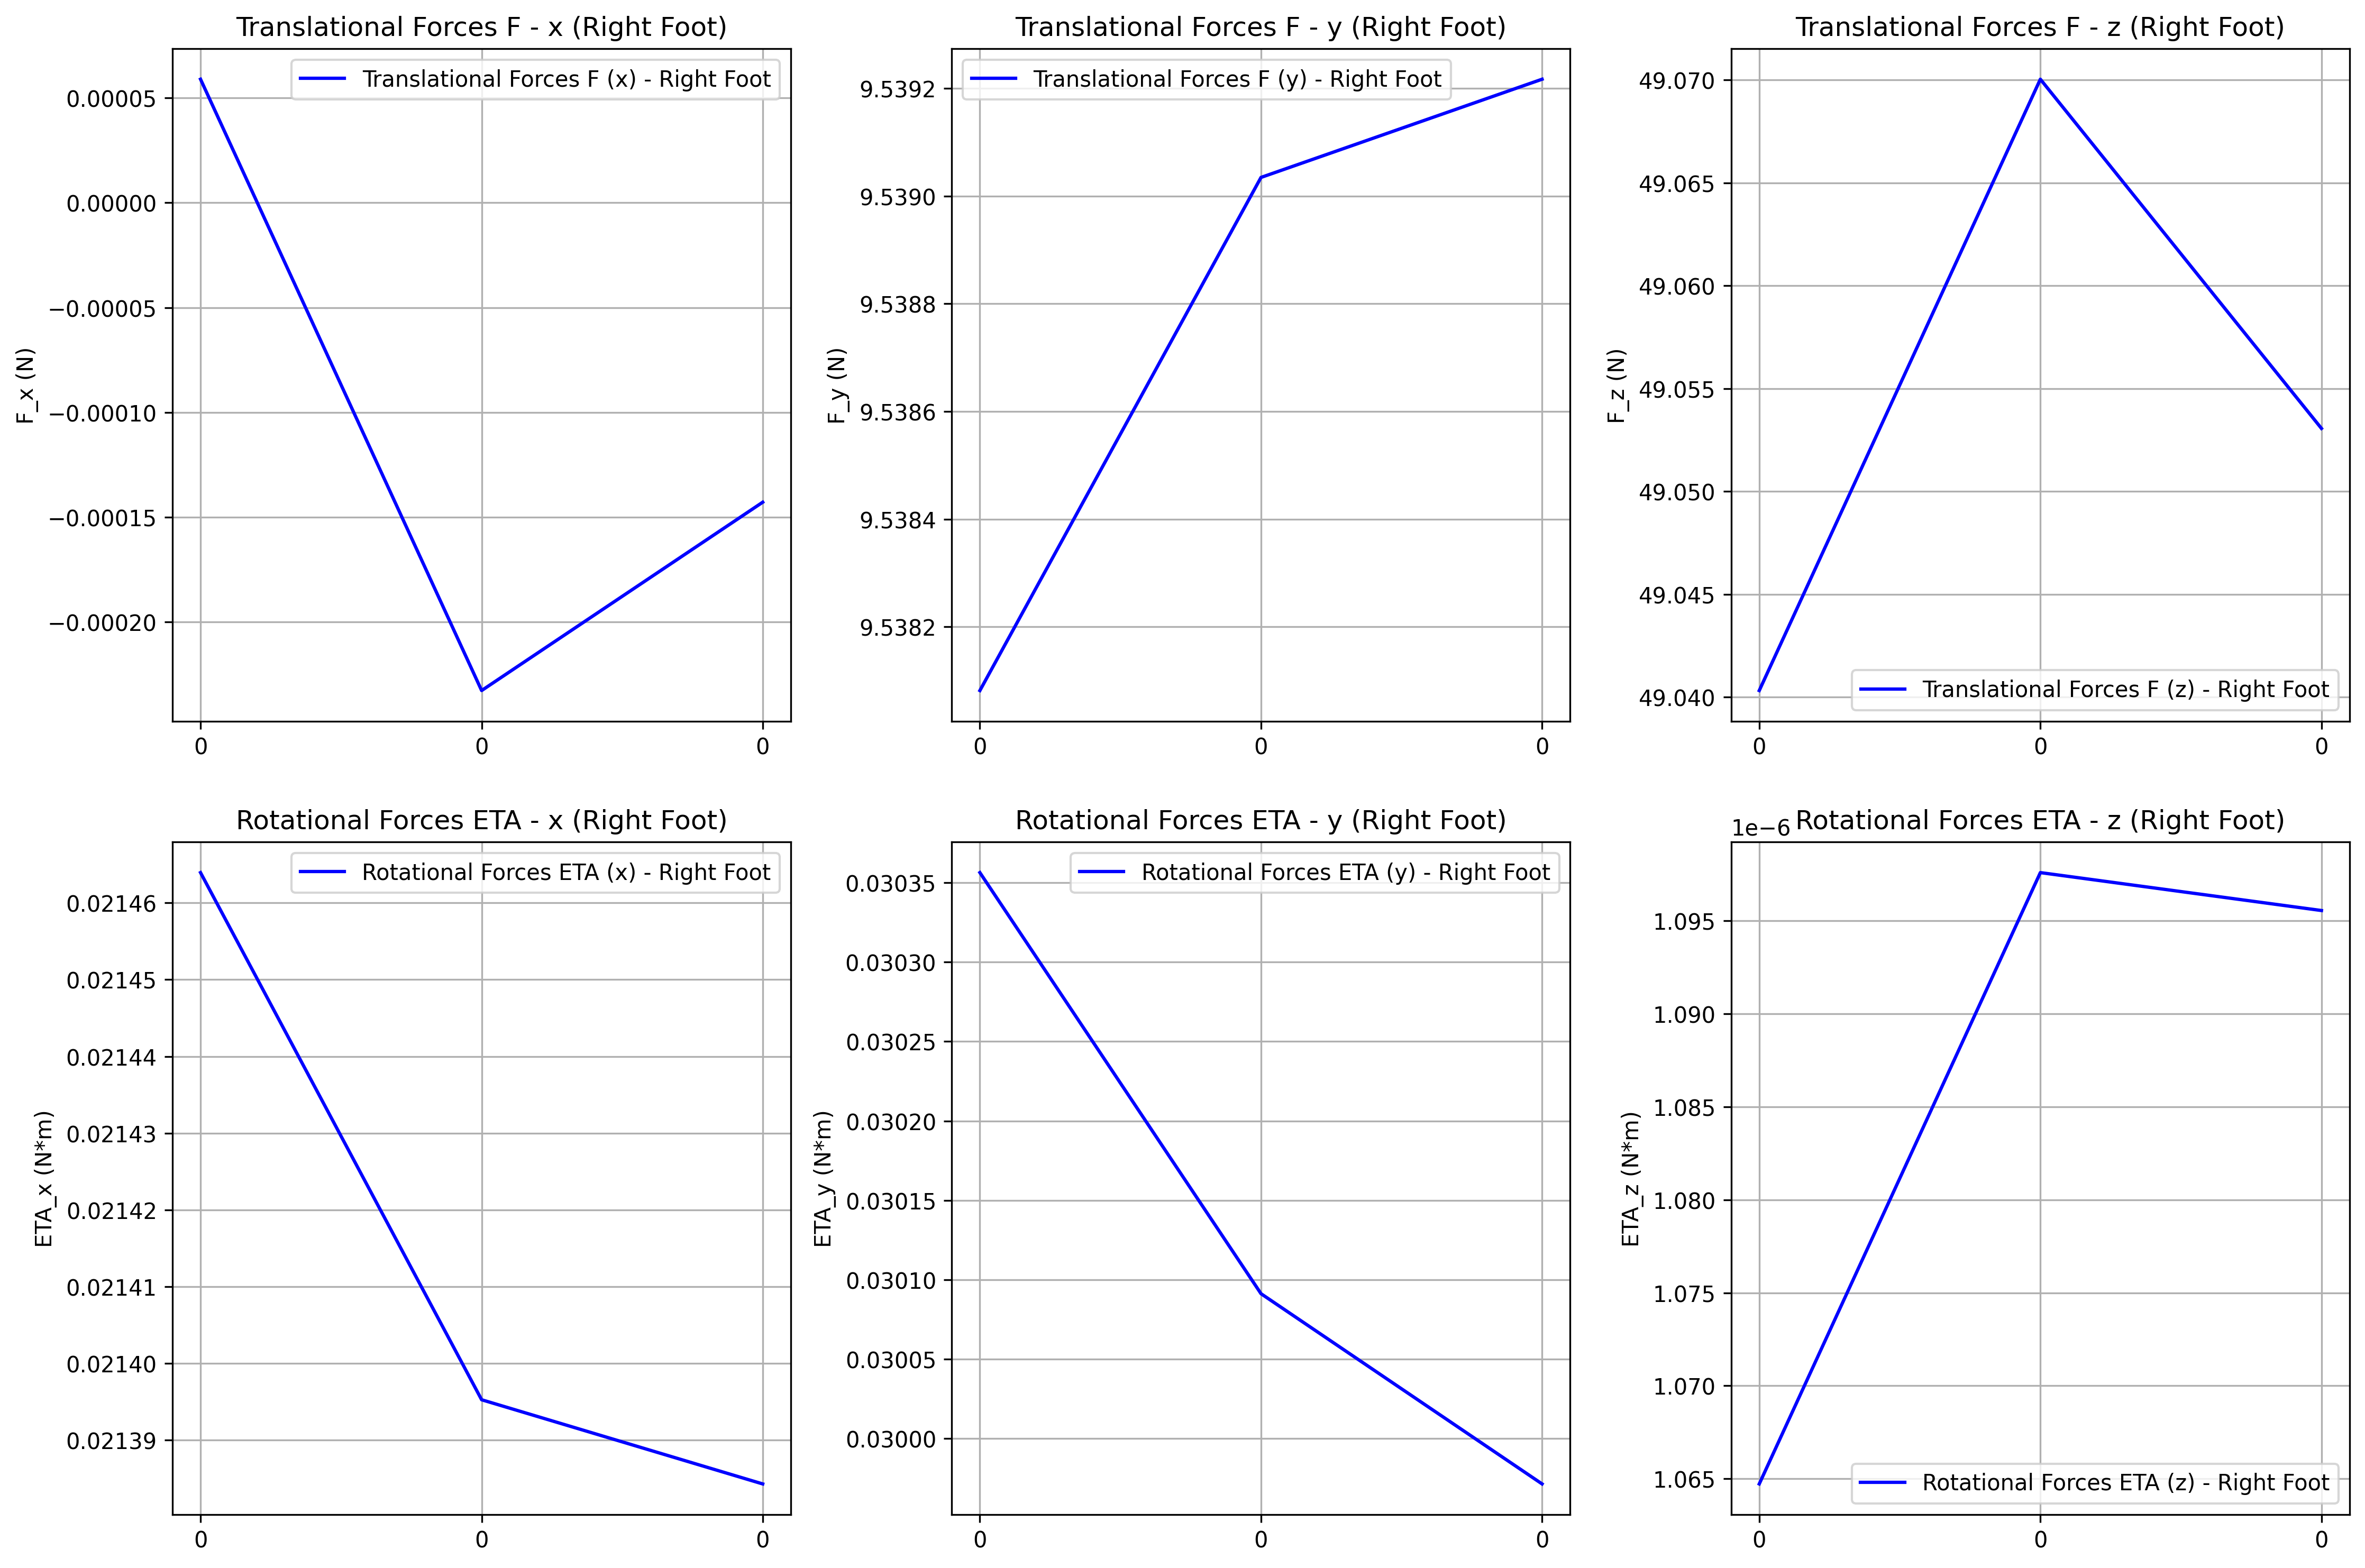 Translational Forces F - x (Right Foot)
Translational Forces F (x) - Right Foot
F_x (N)
0.00005
0.00000
−0.00005
−0.00010
−0.00015
−0.00020
0 0 0
Translational Forces F - y (Right Foot)
Translational Forces F (y) - Right Foot
F_y (N)
9.5392
9.5390
9.5388
9.5386
9.5384
9.5382
0 0 0
Translational Forces F - z (Right Foot)
Translational Forces F (z) - Right Foot
F_z (N)
49.070
49.065
49.060
49.055
49.050
49.045
49.040
0 0 0
Rotational Forces ETA - x (Right Foot)
Rotational Forces ETA (x) - Right Foot
ETA_x (N*m)
0.02146
0.02145
0.02144
0.02143
0.02142
0.02141
0.02140
0.02139
0 0 0
Rotational Forces ETA - y (Right Foot)
Rotational Forces ETA (y) - Right Foot
ETA_y (N*m)
0.03035
0.03030
0.03025
0.03020
0.03015
0.03010
0.03005
0.03000
0 0 0
Rotational Forces ETA - z (Right Foot)
1e−6
Rotational Forces ETA (z) - Right Foot
ETA_z (N*m)
1.095
1.090
1.085
1.080
1.075
1.070
1.065
0 0 0